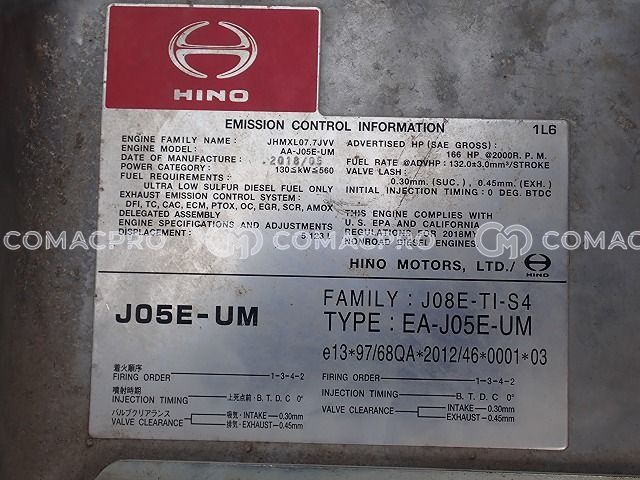 HINO
EMISSION CONTROL INFORMATION 1L6
ENGINE FAMILY NAME : JHMXL07.7JVV
ENGINE MODEL: AA-J05E-UM
DATE OF MANUFACTURE : 2018/05
POWER CATEGORY: 130≤kW≤560
FUEL REQUIREMENTS :
ULTRA LOW SULFUR DIESEL FUEL ONLY
EXHAUST EMISSION CONTROL SYSTEM :
DFI, TC, CAC, ECM, PTOX, OC, EGR, SCR, AMOX
DELEGATED ASSEMBLY
ENGINE SPECIFICATIONS AND ADJUSTMENTS
DISPLACEMENT: 5.123 L
ADVERTISED HP (SAE GROSS) :
166 HP @2000R. P. M.
FUEL RATE @ADVHP : 132.0±3.0mm³/STROKE
VALVE LASH :
0.30mm (SUC.) , 0.45mm (EXH.)
INITIAL INJECTION TIMING : 0 DEG. BTDC
THIS ENGINE COMPLIES WITH
U.S. EPA AND CALIFORNIA
REGULATIONS FOR 2018MY
NONROAD DIESEL ENGINES.
HINO MOTORS, LTD./ HINO
COMACPRO COMACPRO COMACPRO
J05E-UM
FAMILY : J08E-TI-S4
TYPE : EA-J05E-UM
e13*97/68QA*2012/46*0001*03
着火順序
FIRING ORDER 1-3-4-2
噴射時期
INJECTION TIMING 上死点前 · B. T. D. C 0°
バルブクリアランス
VALVE CLEARANCE 吸気 · INTAKE 0.30mm
排気 · EXHAUST 0.45mm
FIRING ORDER 1-3-4-2
INJECTION TIMING B. T. D. C 0°
VALVE CLEARANCE INTAKE 0.30mm
EXHAUST 0.45mm